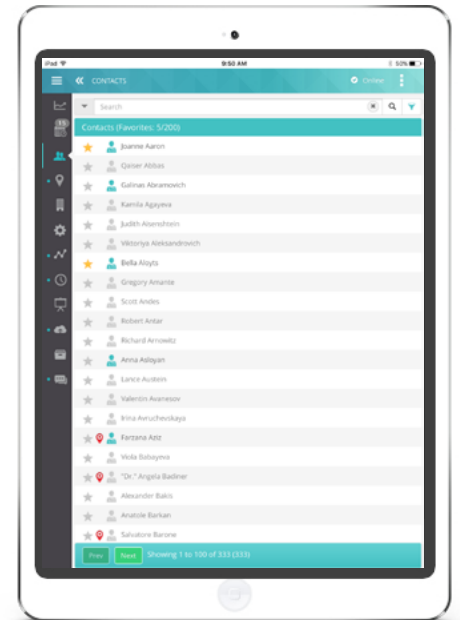 iPad
9:50 AM
50%
CONTACTS
Online
Search
15
Contacts (Favorites: 5/200)
Joanne Aaron
Qaiser Abbas
Galinas Abramovich
Kamila Agayeva
Judith Aisenshtein
Viktoriya Aleksandrovich
Bella Aloyts
Gregory Amante
Scott Andes
Robert Antar
Richard Arnowitz
Anna Asloyan
Lance Austein
Valentin Avanesov
Irina Avruchevskaya
Farzana Aziz
Viola Babayeva
"Dr." Angela Badiner
Alexander Bakis
Anatole Barkan
Salvatore Barone
Prev
Next
Showing 1 to 100 of 333 (333)